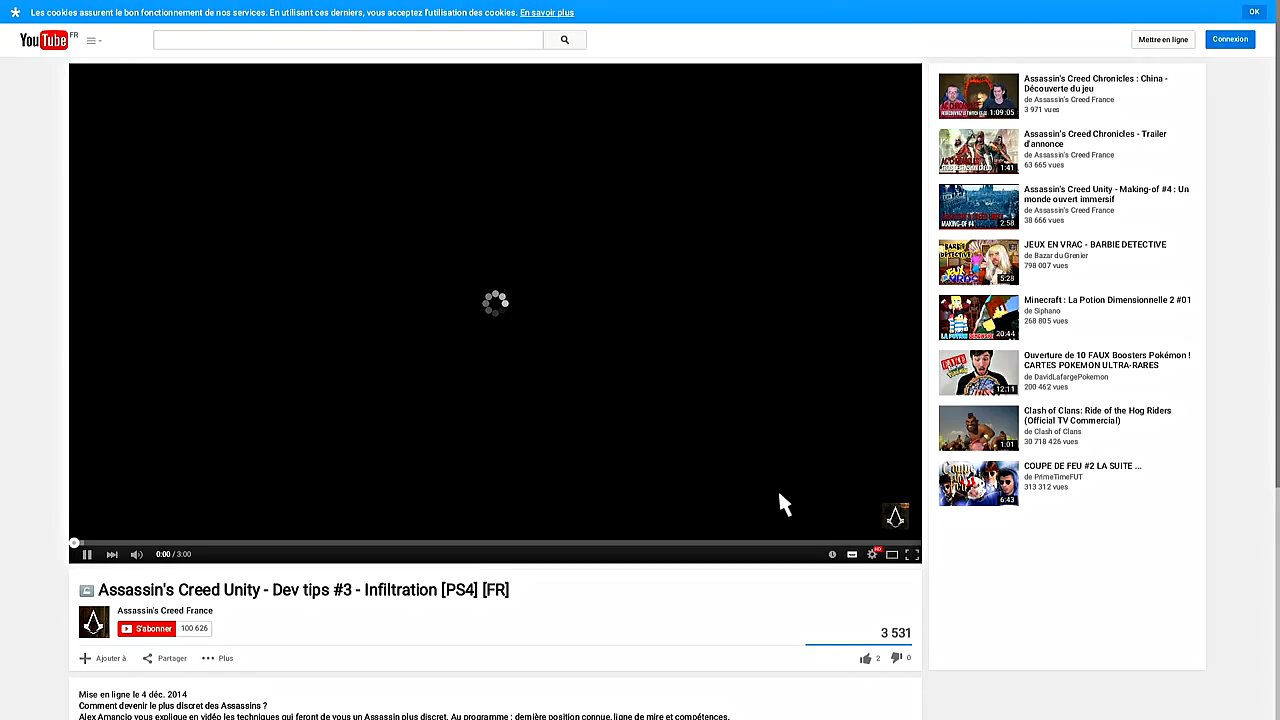 Les cookies assurent le bon fonctionnement de nos services. En utilisant ces derniers, vous acceptez l'utilisation des cookies. En savoir plus
OK
YouTube FR
Mettre en ligne
Connexion
Assassin's Creed Chronicles : China -
Découverte du jeu
de Assassin's Creed France
3 971 vues
1:09:05
Assassin's Creed Chronicles - Trailer
d'annonce
de Assassin's Creed France
63 665 vues
1:41
Assassin's Creed Unity - Making-of #4 : Un
monde ouvert immersif
de Assassin's Creed France
38 666 vues
MAKING-OF #4
2:58
JEUX EN VRAC - BARBIE DETECTIVE
de Bazar du Grenier
798 007 vues
5:28
Minecraft : La Potion Dimensionnelle 2 #01
de Siphano
268 805 vues
20:44
Ouverture de 10 FAUX Boosters Pokémon !
CARTES POKEMON ULTRA-RARES
de DavidLafargePokemon
200 462 vues
12:11
Clash of Clans: Ride of the Hog Riders
(Official TV Commercial)
de Clash of Clans
30 718 426 vues
1:01
COUPE DE FEU #2 LA SUITE ...
de PrimeTimeFUT
313 312 vues
6:43
0:00 / 3:00
HD
Assassin's Creed Unity - Dev tips #3 - Infiltration [PS4] [FR]
Assassin's Creed France
S'abonner 100 626
3 531
Ajouter à Partager Plus
2 0
Mise en ligne le 4 déc. 2014
Comment devenir le plus discret des Assassins ?
Alex Amancio vous explique en vidéo les techniques qui feront de vous un Assassin plus discret. Au programme : dernière position connue, ligne de mire et compétences.